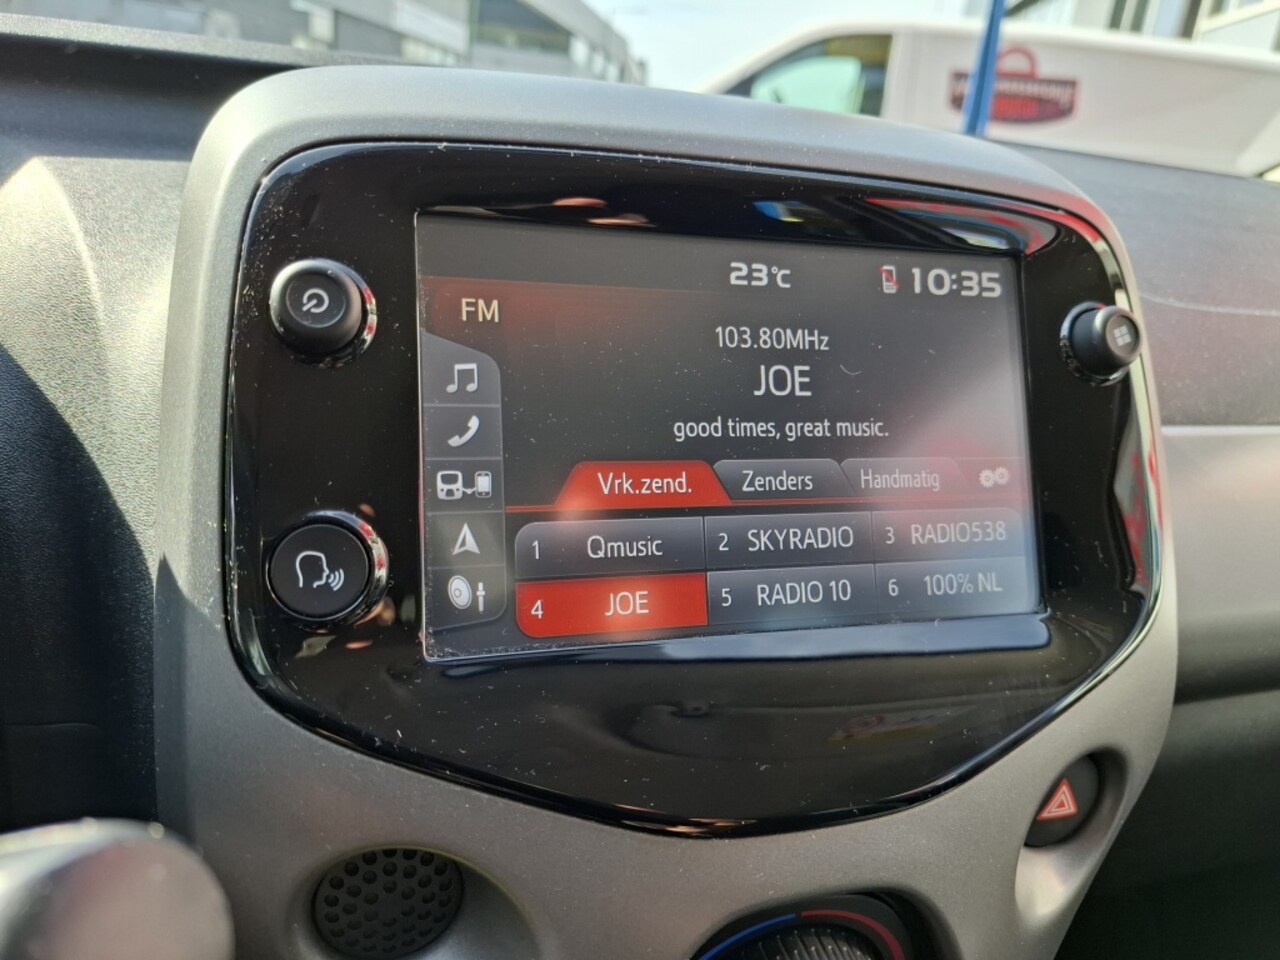 23°C
10:35
FM
103.80MHz
JOE
good times, great music.
Vrk.zend.
Zenders
Handmatig
1 Qmusic
2 SKYRADIO
3 RADIO538
4 JOE
5 RADIO 10
6 100% NL